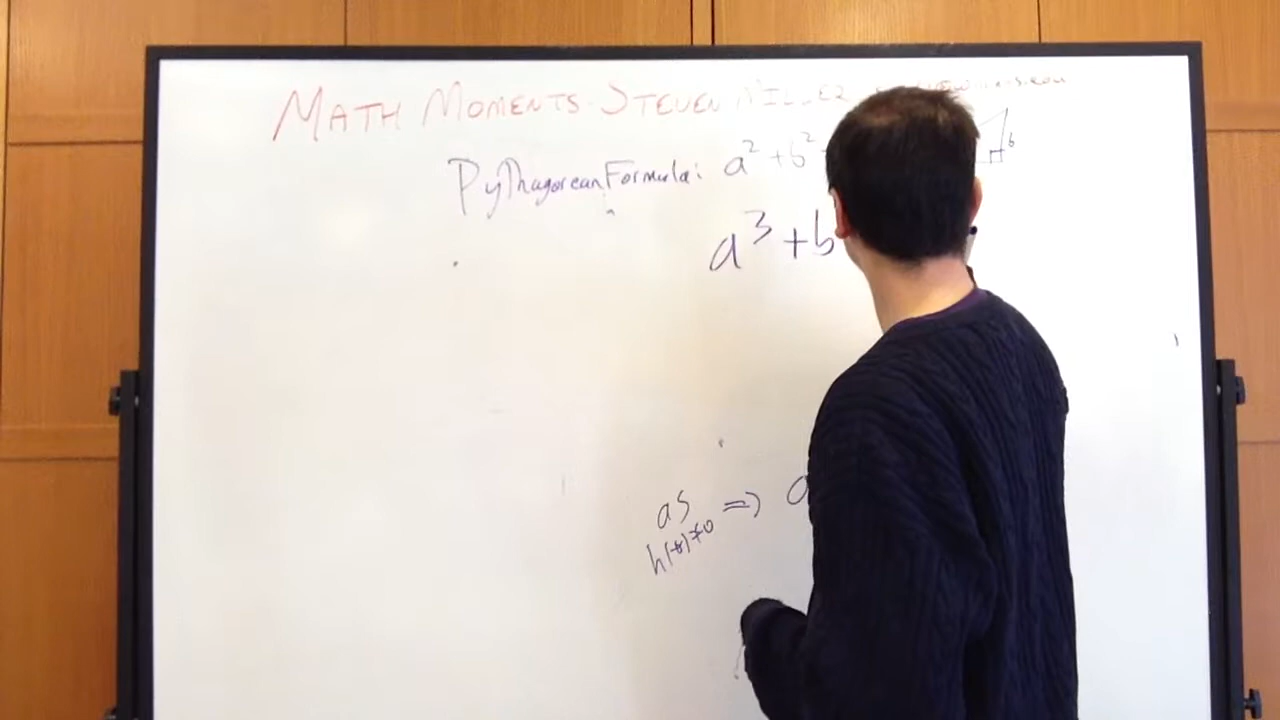 MATH MOMENTS - STEVEN MILLER
Pythagorean Formula: a² + b²
b
a³ + b
as => a
h(x)≠0